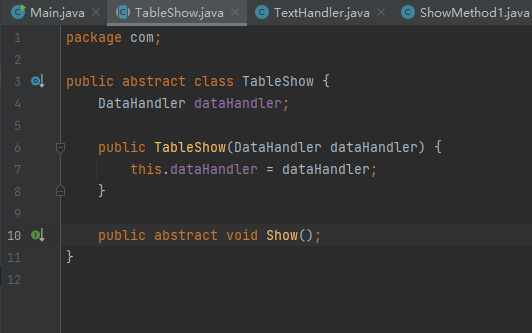 Main.java TableShow.java TextHandler.java ShowMethod1.java
1 package com;
2
3 public abstract class TableShow {
4 DataHandler dataHandler;
5
6 public TableShow(DataHandler dataHandler) {
7 this.dataHandler = dataHandler;
8 }
9
10 public abstract void Show();
11 }
12